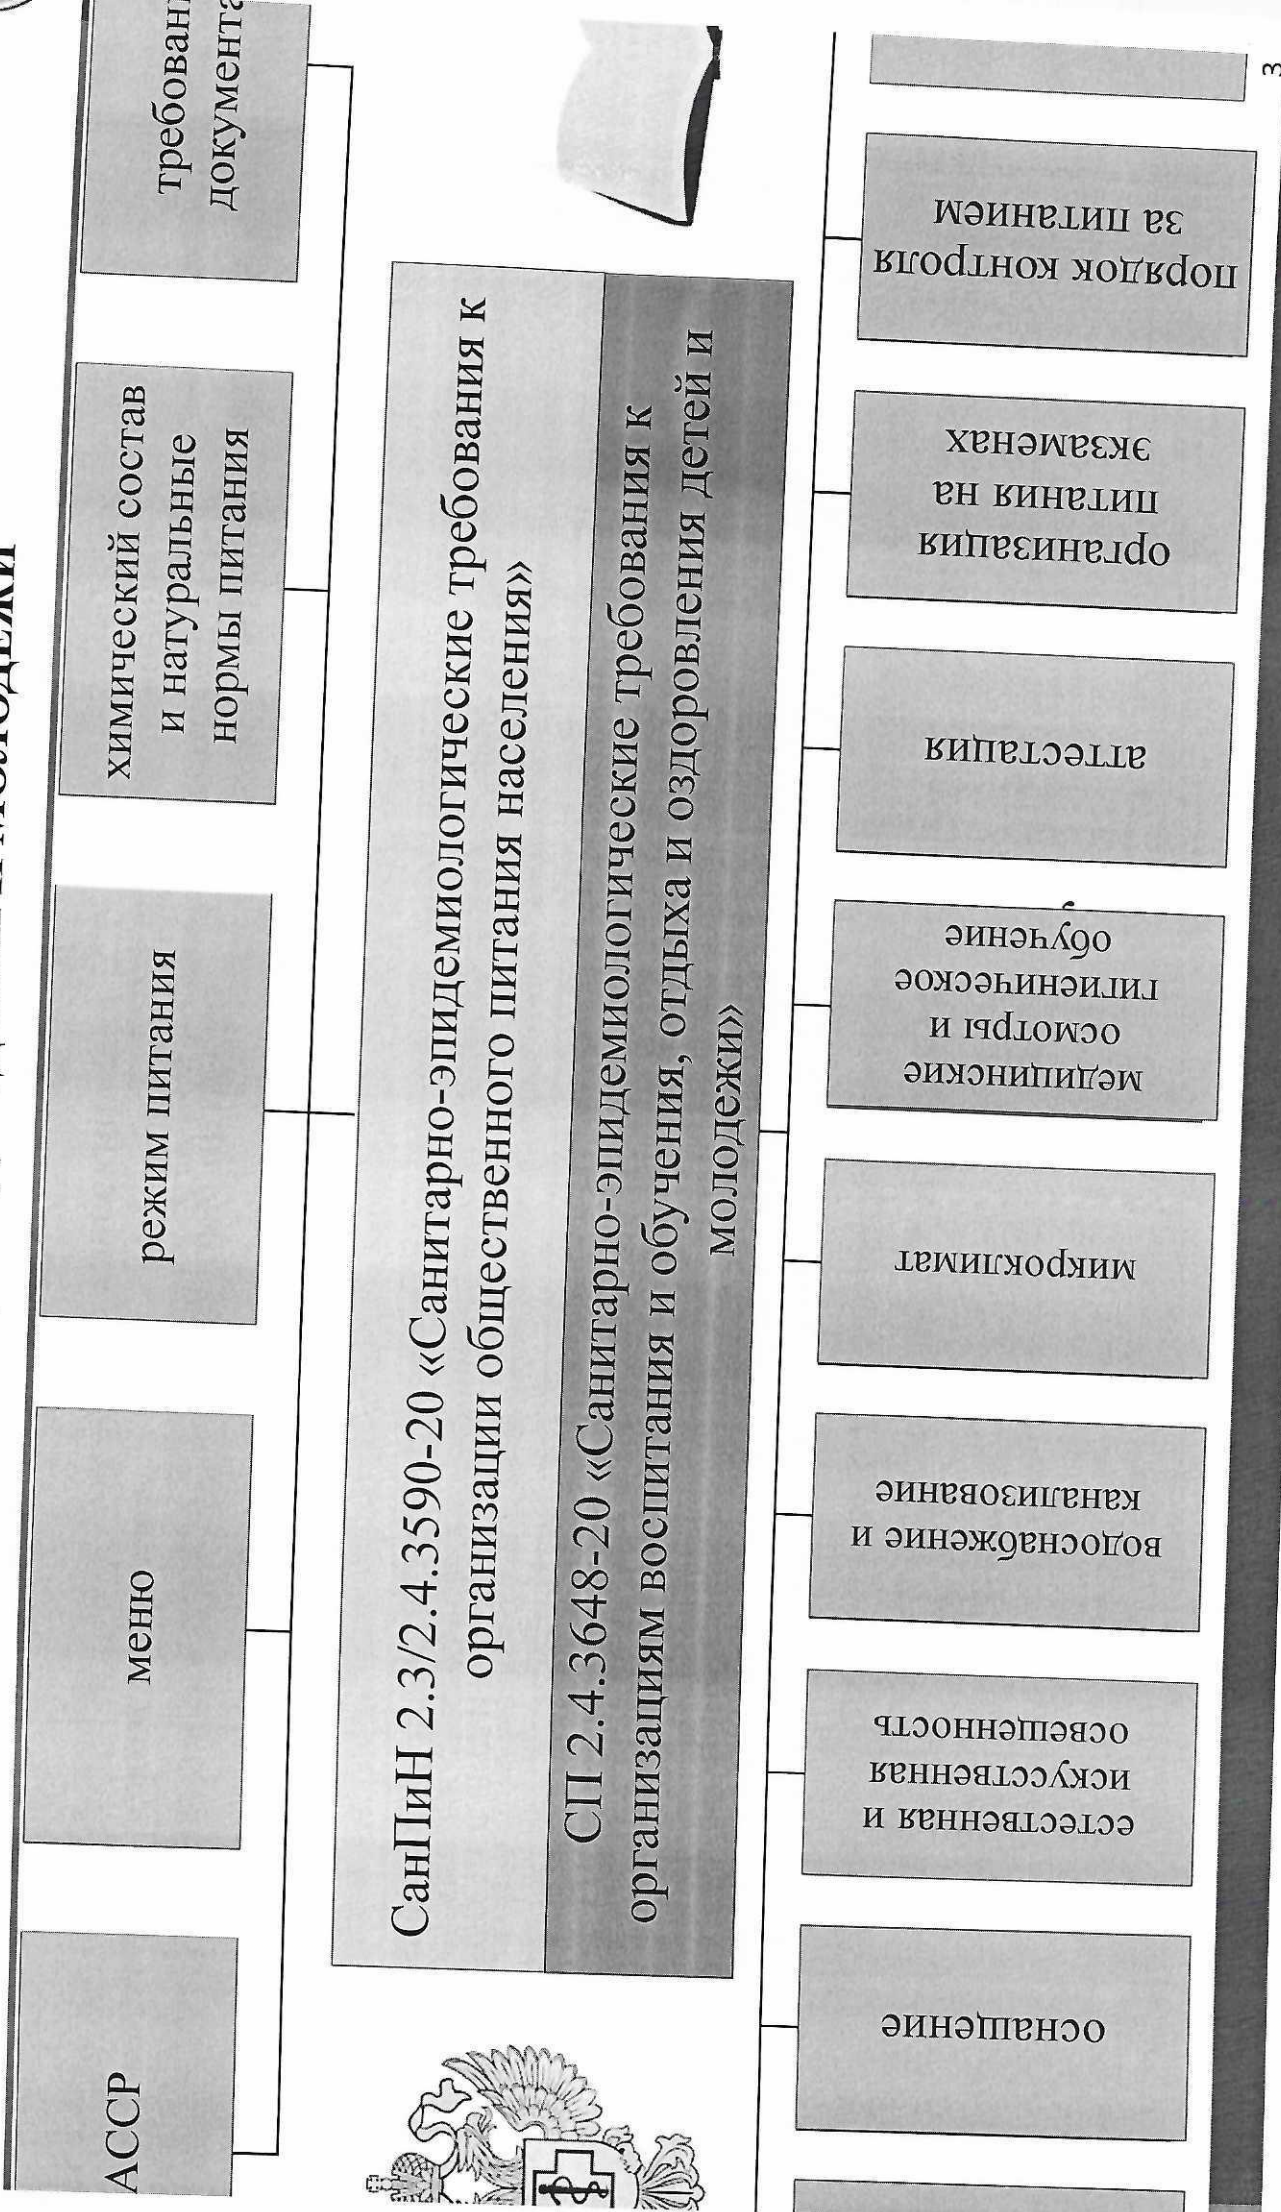 АССР
меню
режим питания
химический состав
и натуральные
нормы питания
СанПиН 2.3/2.4.3590-20 «Санитарно-эпидемиологические требования к
организации общественного питания населения»
СП 2.4.3648-20 «Санитарно-эпидемиологические требования к
организациям воспитания и обучения, отдыха и оздоровления детей и
молодежи»
оснащение
естественная и
искусственная
освещенность
водоснабжение и
канализование
микроклимат
медицинские
осмотры и
гигиеническое
обучение
аттестация
организация
питания на
экзаменах
порядок контроля
за питанием
3